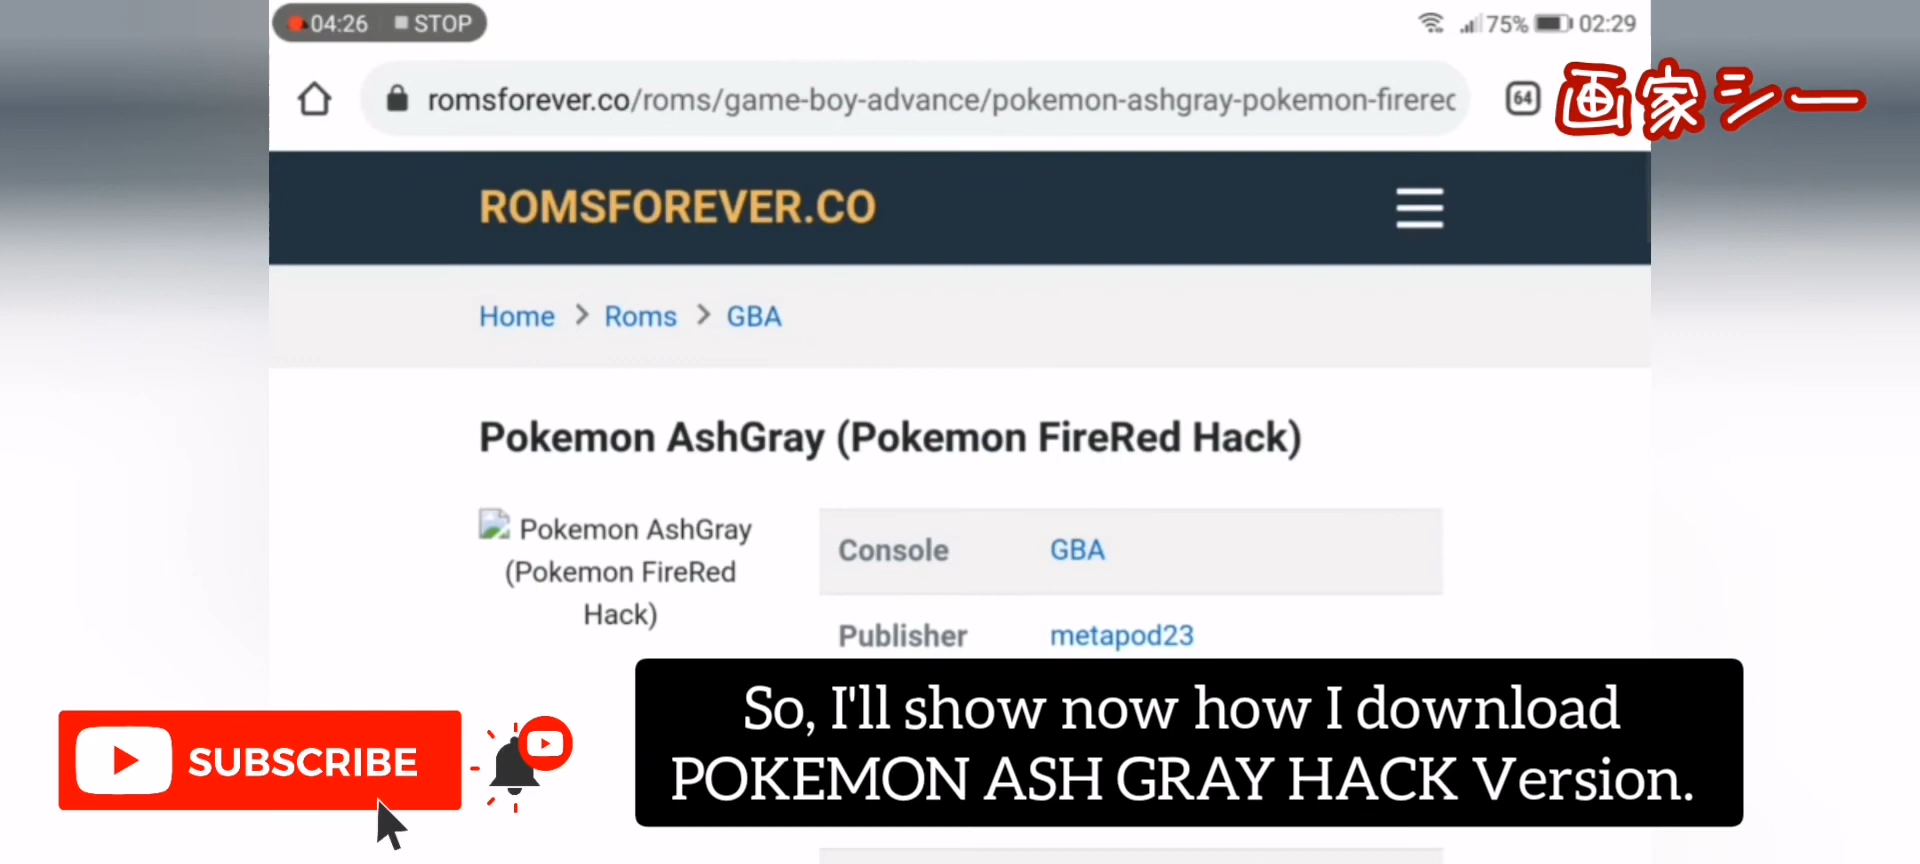 04:26 STOP
75% 02:29
romsforever.co/roms/game-boy-advance/pokemon-ashgray-pokemon-firerec
64
画家シー
ROMSFOREVER.CO
Home > Roms > GBA
Pokemon AshGray (Pokemon FireRed Hack)
Pokemon AshGray
(Pokemon FireRed
Hack)
Console GBA
Publisher metapod23
So, I'll show now how I download
POKEMON ASH GRAY HACK Version.
SUBSCRIBE